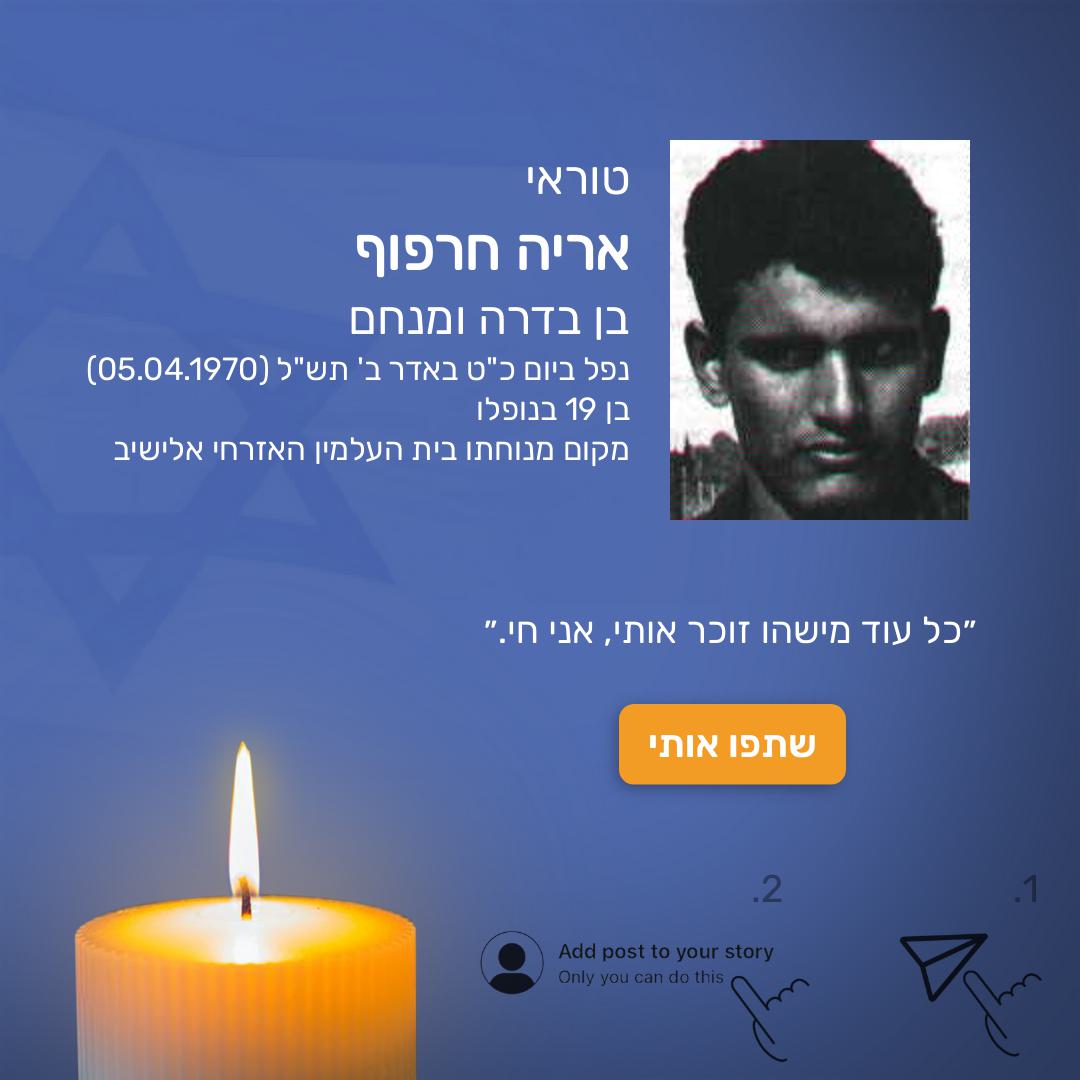 טוראי
אריה חרפוף
בן בדרה ומנחם
נפל ביום כ"ט באדר ב' תש"ל (05.04.1970)
בן 19 בנופלו
מקום מנוחתו בית העלמין האזרחי אלישיב
״כל עוד מישהו זוכר אותי, אני חי.״
שתפו אותי
1.
2.
Add post to your story
Only you can do this